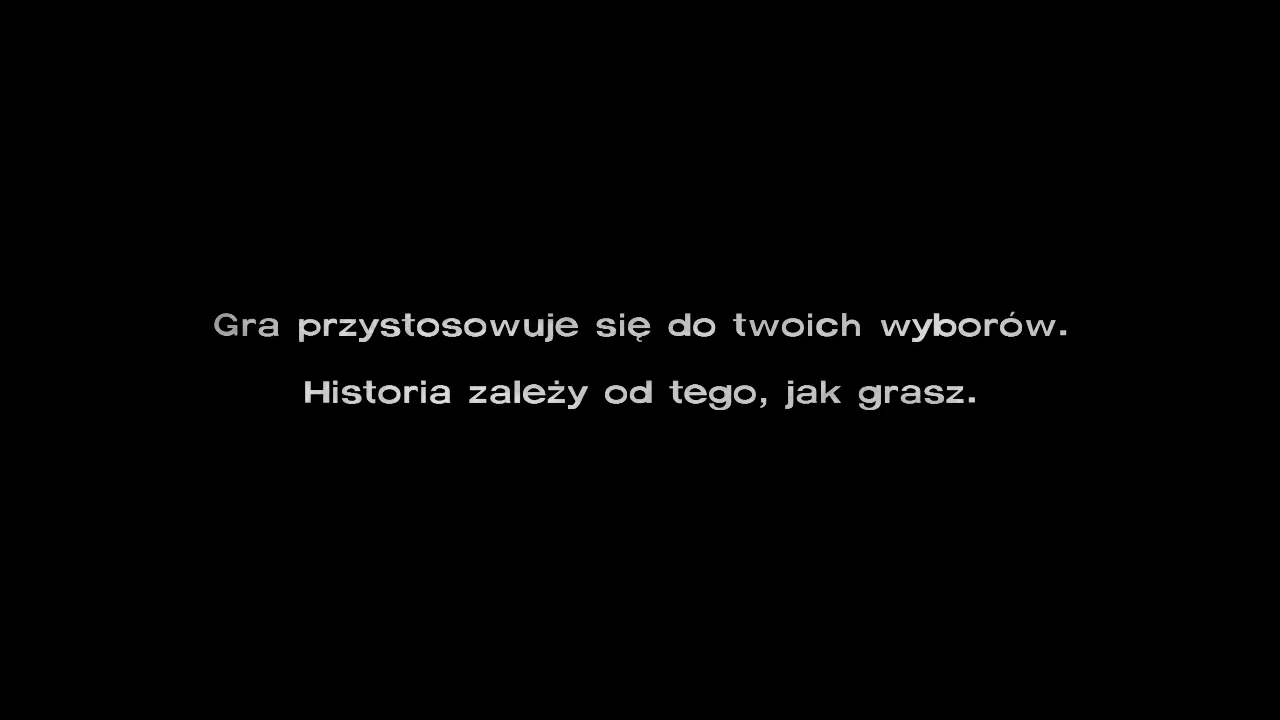 Gra przystosowuje się do twoich wyborów.
Historia zależy od tego, jak grasz.